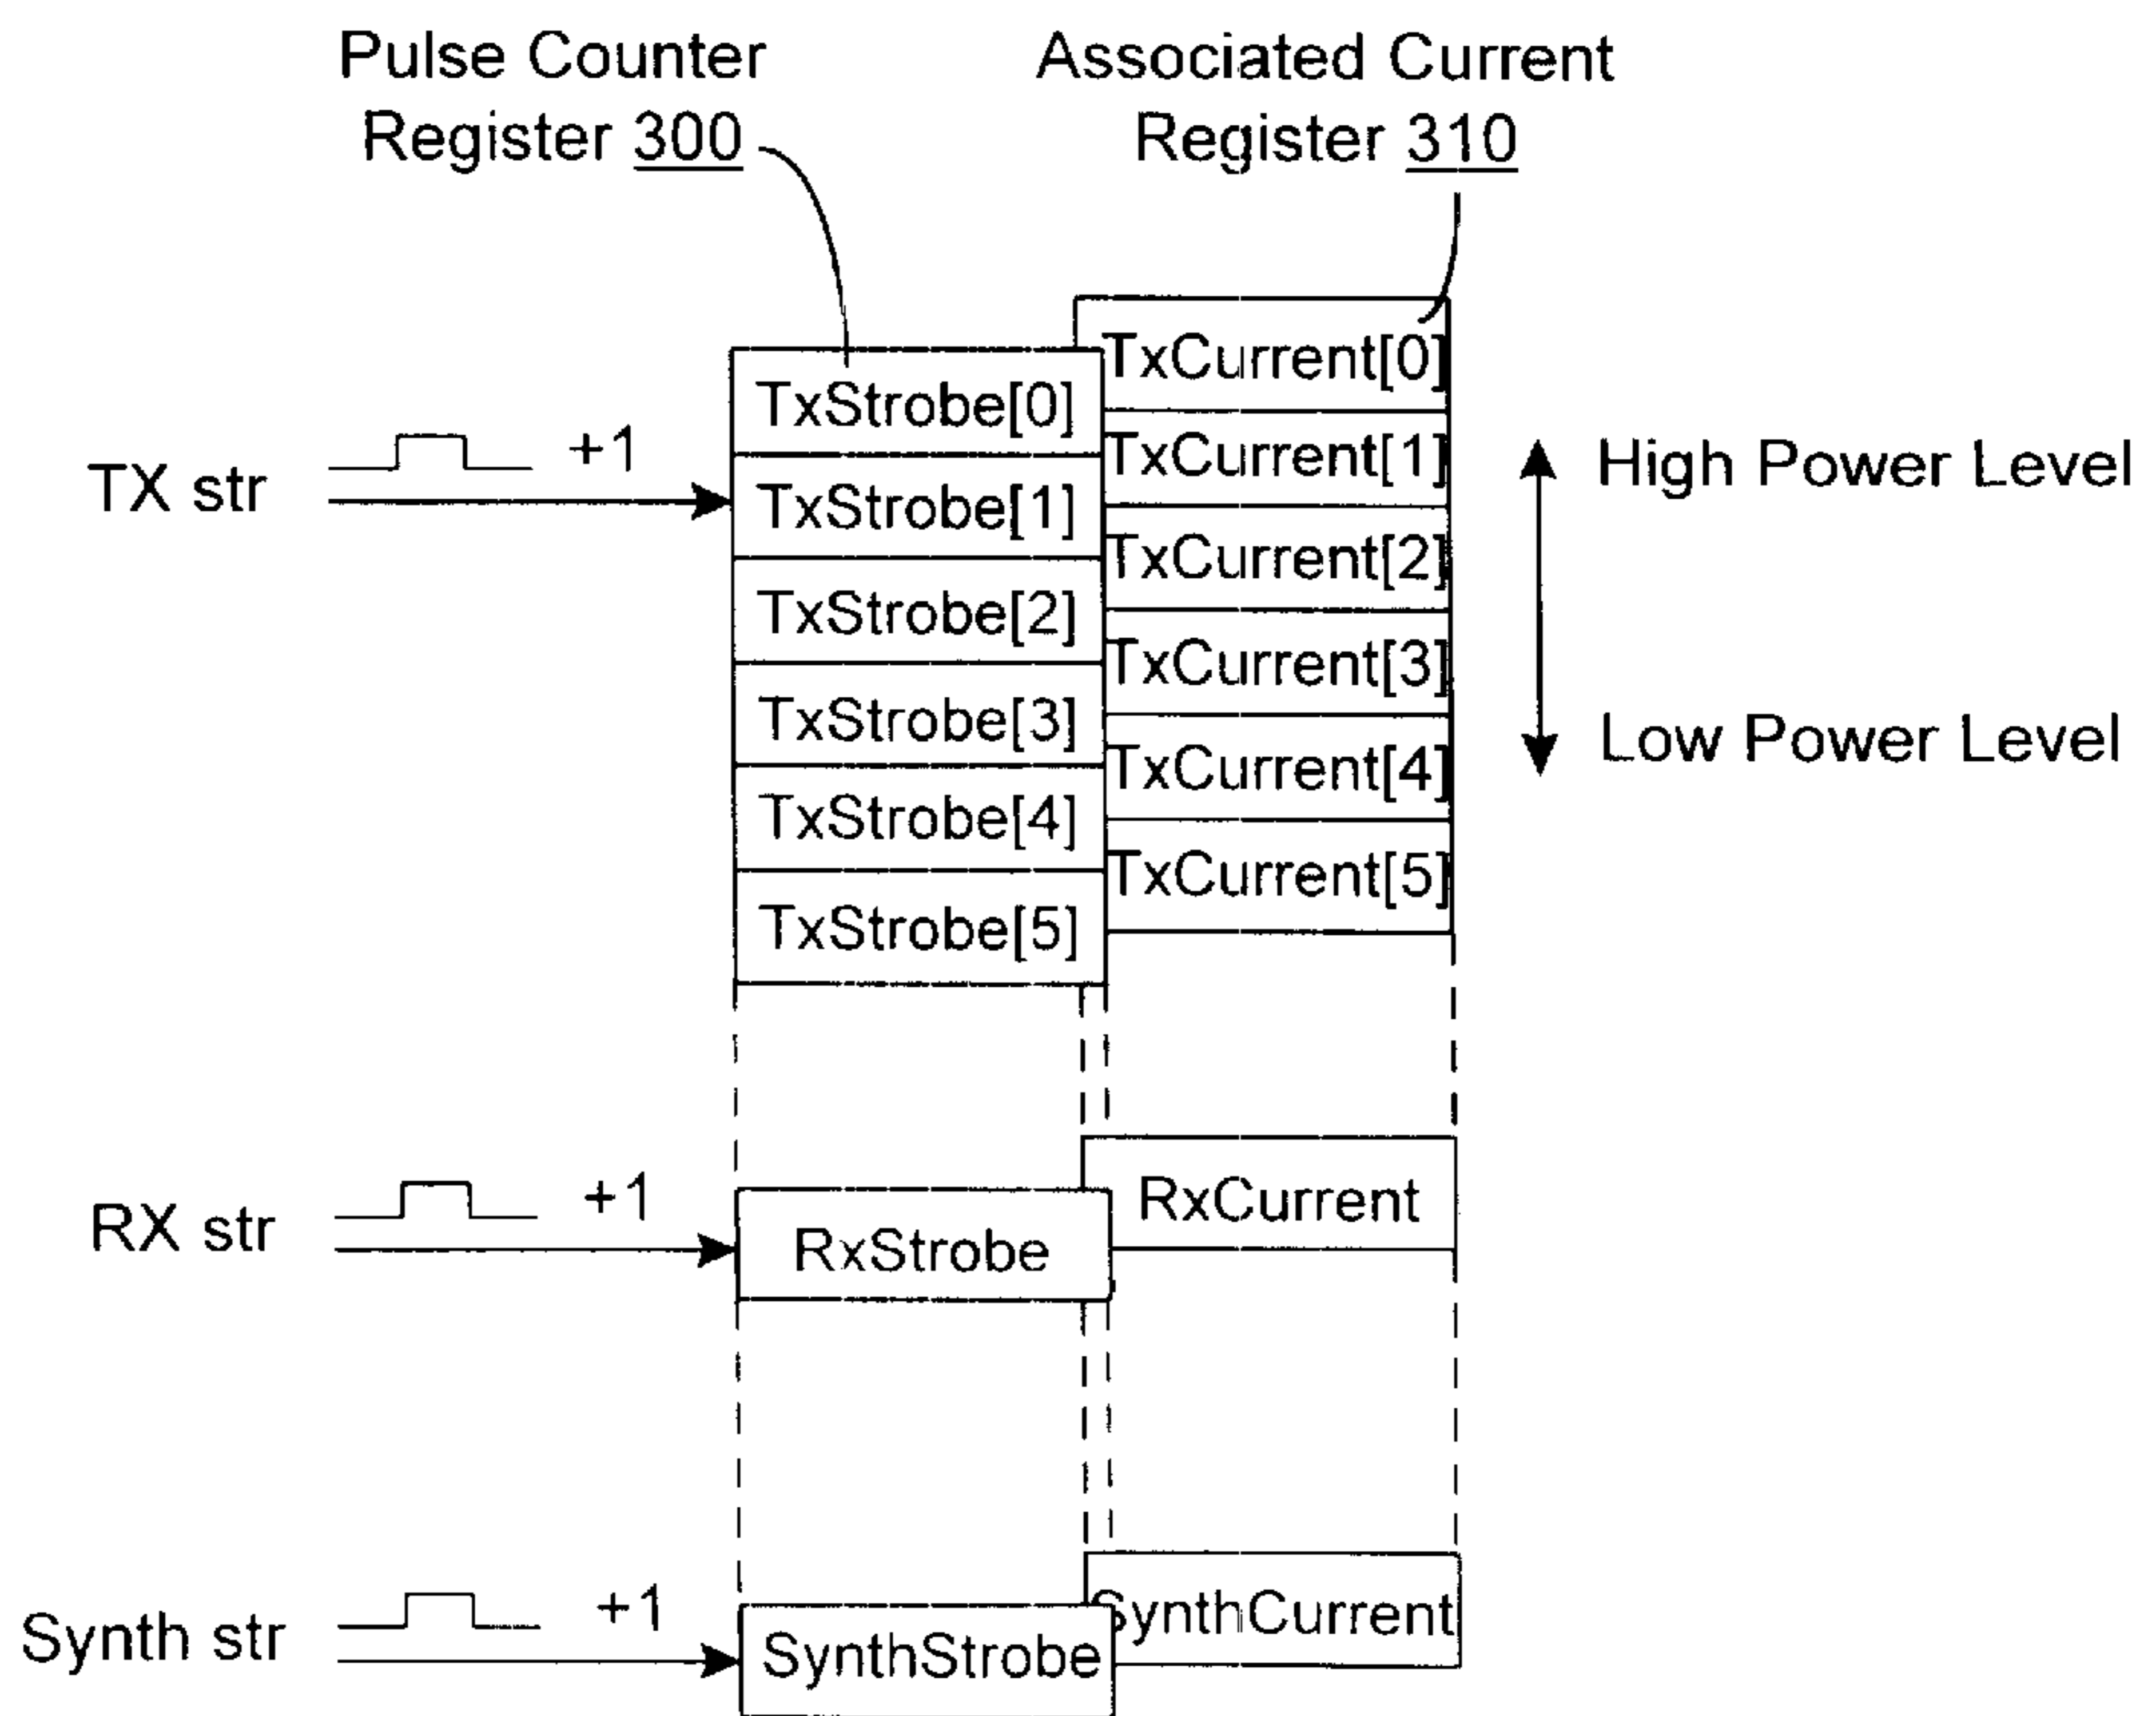 Pulse Counter
Register 300
Associated Current
Register 310
TxCurrent[0]
TxStrobe[0]
TxCurrent[1]
TX str
+1
TxStrobe[1]
High Power Level
TxCurrent[2]
TxStrobe[2]
TxCurrent[3]
TxStrobe[3]
Low Power Level
TxCurrent[4]
TxStrobe[4]
TxCurrent[5]
TxStrobe[5]
RxCurrent
RX str
+1
RxStrobe
SynthCurrent
Synth str
+1
SynthStrobe